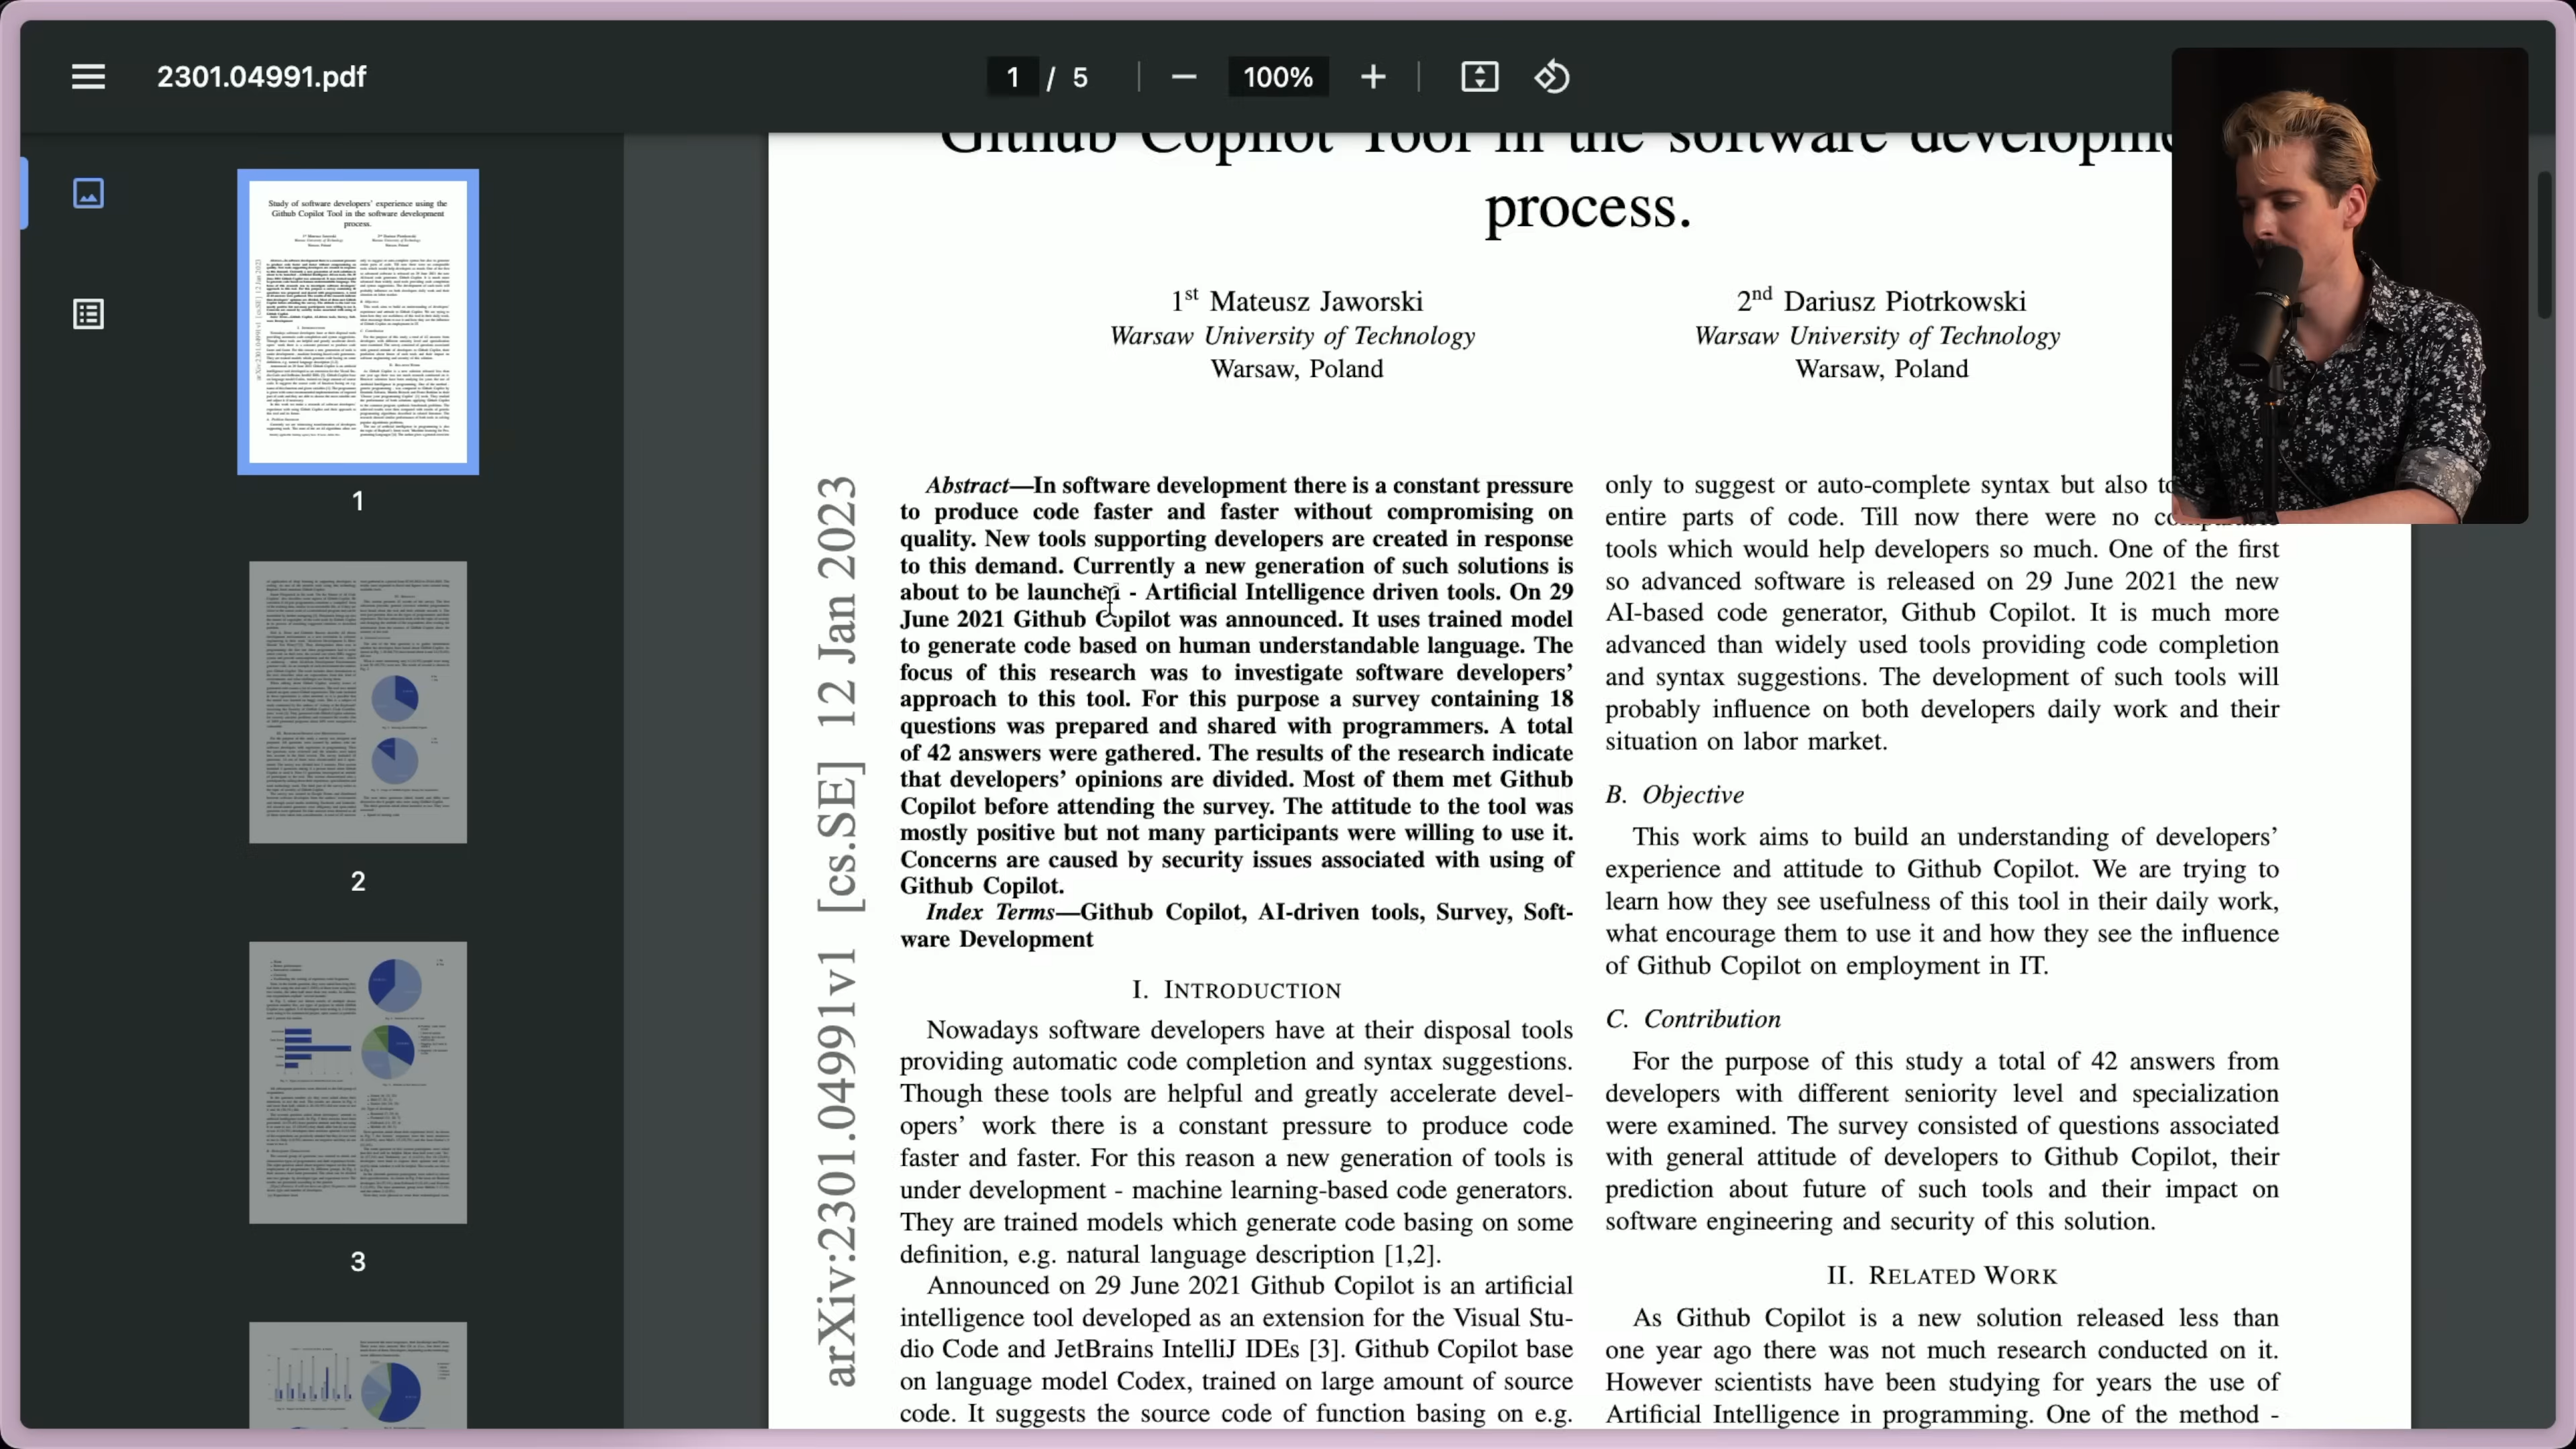 2301.04991.pdf
1 / 5
100%
Study of software developers' experience using the
Github Copilot Tool in the software development
process.
1
2
3
Github Copilot Tool in the software
process.
1st Mateusz Jaworski
Warsaw University of Technology
Warsaw, Poland
2nd Dariusz Piotrkowski
Warsaw University of Technology
Warsaw, Poland
arXiv:2301.04991v1 [cs.SE] 12 Jan 2023
Abstract—In software development there is a constant pressure
to produce code faster and faster without compromising on
quality. New tools supporting developers are created in response
to this demand. Currently a new generation of such solutions is
about to be launched - Artificial Intelligence driven tools. On 29
June 2021 Github Copilot was announced. It uses trained model
to generate code based on human understandable language. The
focus of this research was to investigate software developers'
approach to this tool. For this purpose a survey containing 18
questions was prepared and shared with programmers. A total
of 42 answers were gathered. The results of the research indicate
that developers' opinions are divided. Most of them met Github
Copilot before attending the survey. The attitude to the tool was
mostly positive but not many participants were willing to use it.
Concerns are caused by security issues associated with using of
Github Copilot.
Index Terms—Github Copilot, AI-driven tools, Survey, Soft-
ware Development
I. INTRODUCTION
Nowadays software developers have at their disposal tools
providing automatic code completion and syntax suggestions.
Though these tools are helpful and greatly accelerate devel-
opers' work there is a constant pressure to produce code
faster and faster. For this reason a new generation of tools is
under development - machine learning-based code generators.
They are trained models which generate code basing on some
definition, e.g. natural language description [1,2].
Announced on 29 June 2021 Github Copilot is an artificial
intelligence tool developed as an extension for the Visual Stu-
dio Code and JetBrains IntelliJ IDEs [3]. Github Copilot base
on language model Codex, trained on large amount of source
code. It suggests the source code of function basing on e.g.
only to suggest or auto-complete syntax but also
entire parts of code. Till now there were no
tools which would help developers so much. One of the first
so advanced software is released on 29 June 2021 the new
AI-based code generator, Github Copilot. It is much more
advanced than widely used tools providing code completion
and syntax suggestions. The development of such tools will
probably influence on both developers daily work and their
situation on labor market.
B. Objective
This work aims to build an understanding of developers'
experience and attitude to Github Copilot. We are trying to
learn how they see usefulness of this tool in their daily work,
what encourage them to use it and how they see the influence
of Github Copilot on employment in IT.
C. Contribution
For the purpose of this study a total of 42 answers from
developers with different seniority level and specialization
were examined. The survey consisted of questions associated
with general attitude of developers to Github Copilot, their
prediction about future of such tools and their impact on
software engineering and security of this solution.
II. RELATED WORK
As Github Copilot is a new solution released less than
one year ago there was not much research conducted on it.
However scientists have been studying for years the use of
Artificial Intelligence in programming. One of the method -